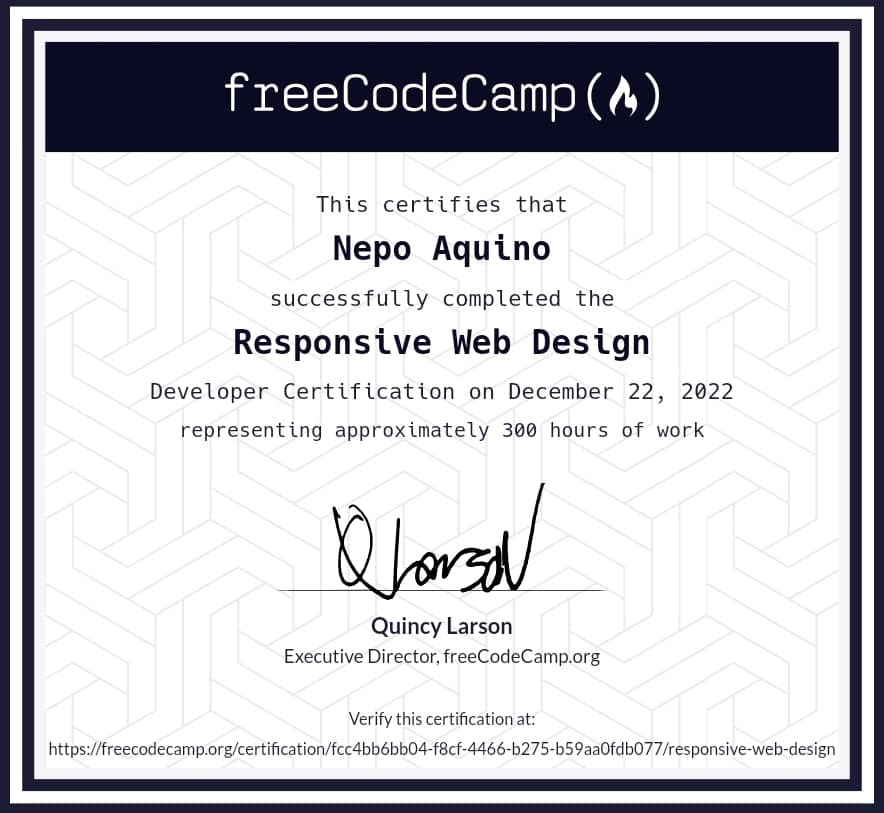 freeCodeCamp(🔥)
This certifies that
Nepo Aquino
successfully completed the
Responsive Web Design
Developer Certification on December 22, 2022
representing approximately 300 hours of work
Q Larson
Quincy Larson
Executive Director, freeCodeCamp.org
Verify this certification at:
https://freecodecamp.org/certification/fcc4bb6bb04-f8cf-4466-b275-b59aa0fdb077/responsive-web-design